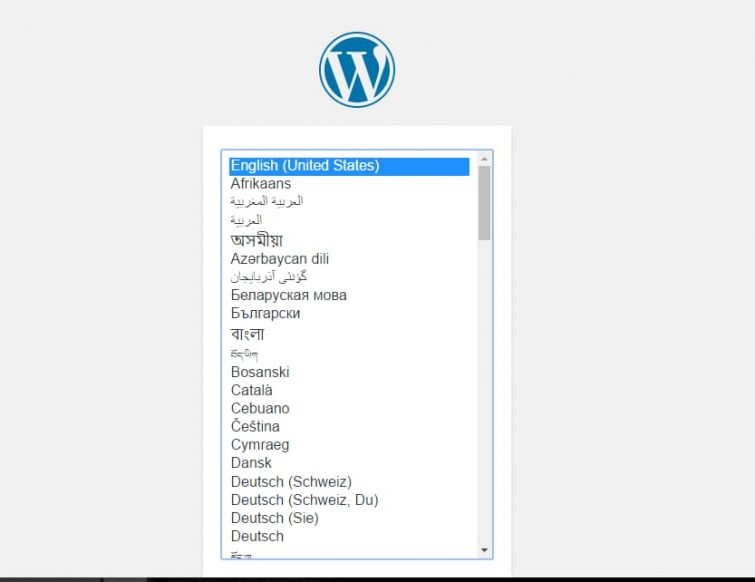 English (United States)
Afrikaans
العربية المغربية
العربية
অসমীয়া
Azərbaycan dili
گؤنئی آذربایجان
Беларуская мова
Български
বাংলা
བོད་ཡིག
Bosanski
Català
Cebuano
Čeština
Cymraeg
Dansk
Deutsch (Schweiz)
Deutsch (Schweiz, Du)
Deutsch (Sie)
Deutsch